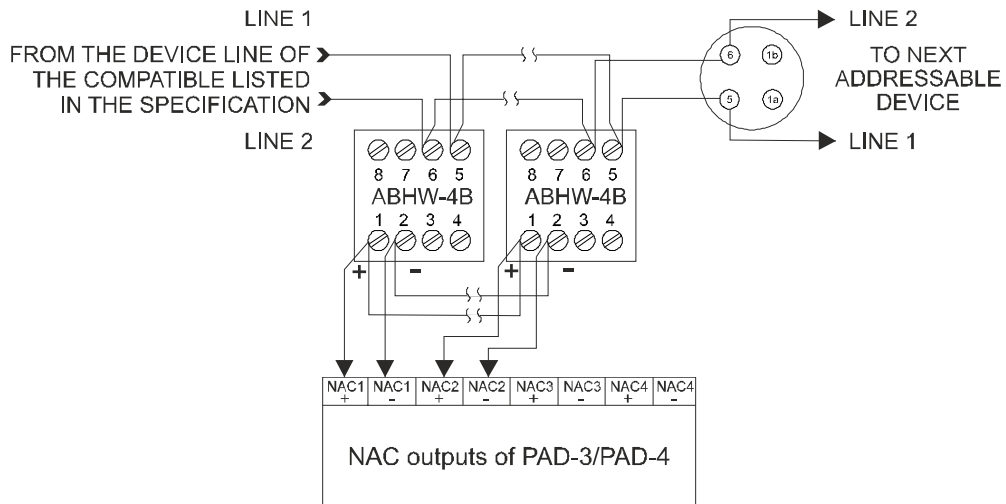 LINE 1
FROM THE DEVICE LINE OF
THE COMPATIBLE LISTED
IN THE SPECIFICATION
LINE 2
LINE 2
TO NEXT
ADDRESSABLE
DEVICE
LINE 1
6 1b
5 1a
8 7 6 5
ABHW-4B
1 2 3 4
+ -
8 7 6 5
ABHW-4B
1 2 3 4
+ -
NAC1 NAC1 NAC2 NAC2 NAC3 NAC3 NAC4 NAC4
+ - + - + - + -
NAC outputs of PAD-3/PAD-4